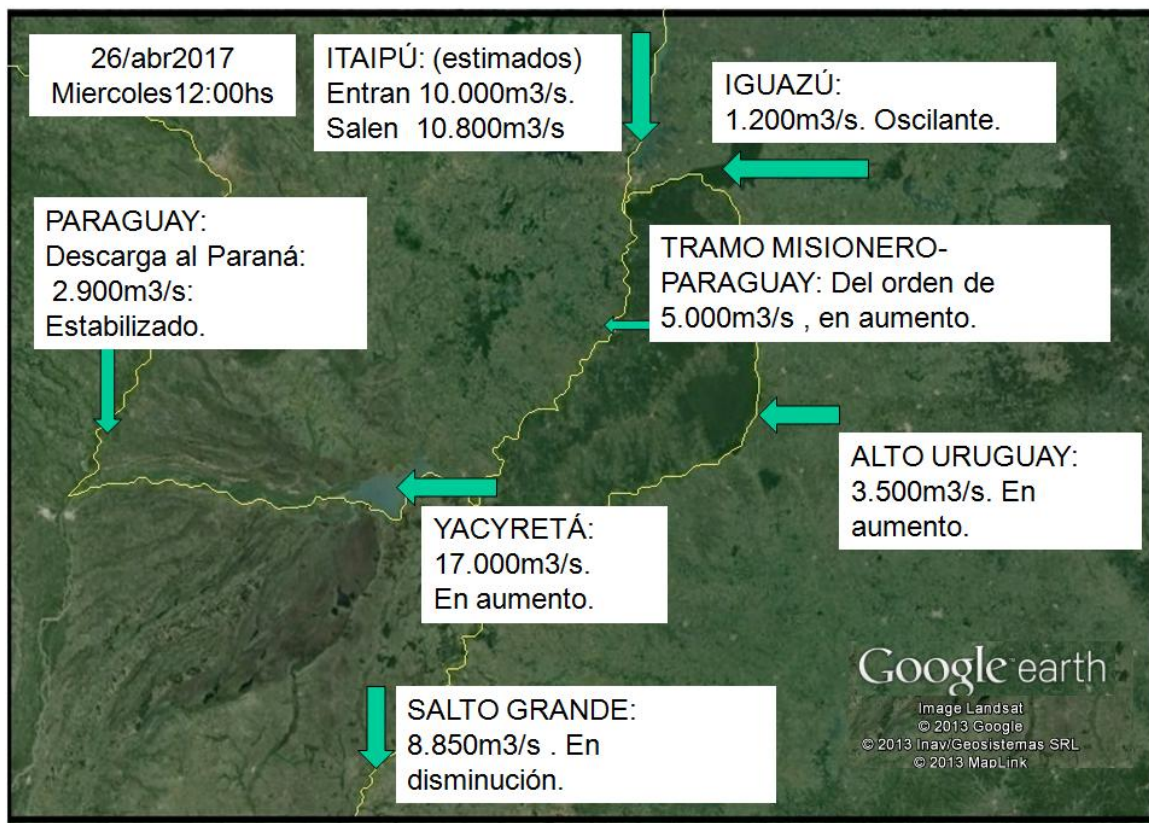 26/abr2017
Miercoles12:00hs
ITAIPÚ: (estimados)
Entran 10.000m3/s.
Salen 10.800m3/s
IGUAZÚ:
1.200m3/s. Oscilante.
PARAGUAY:
Descarga al Paraná:
2.900m3/s:
Estabilizado.
TRAMO MISIONERO-
PARAGUAY: Del orden de
5.000m3/s , en aumento.
ALTO URUGUAY:
3.500m3/s. En
aumento.
YACYRETÁ:
17.000m3/s.
En aumento.
SALTO GRANDE:
8.850m3/s . En
disminución.
Google earth
Image Landsat
© 2013 Google
© 2013 Inav/Geosistemas SRL
© 2013 MapLink